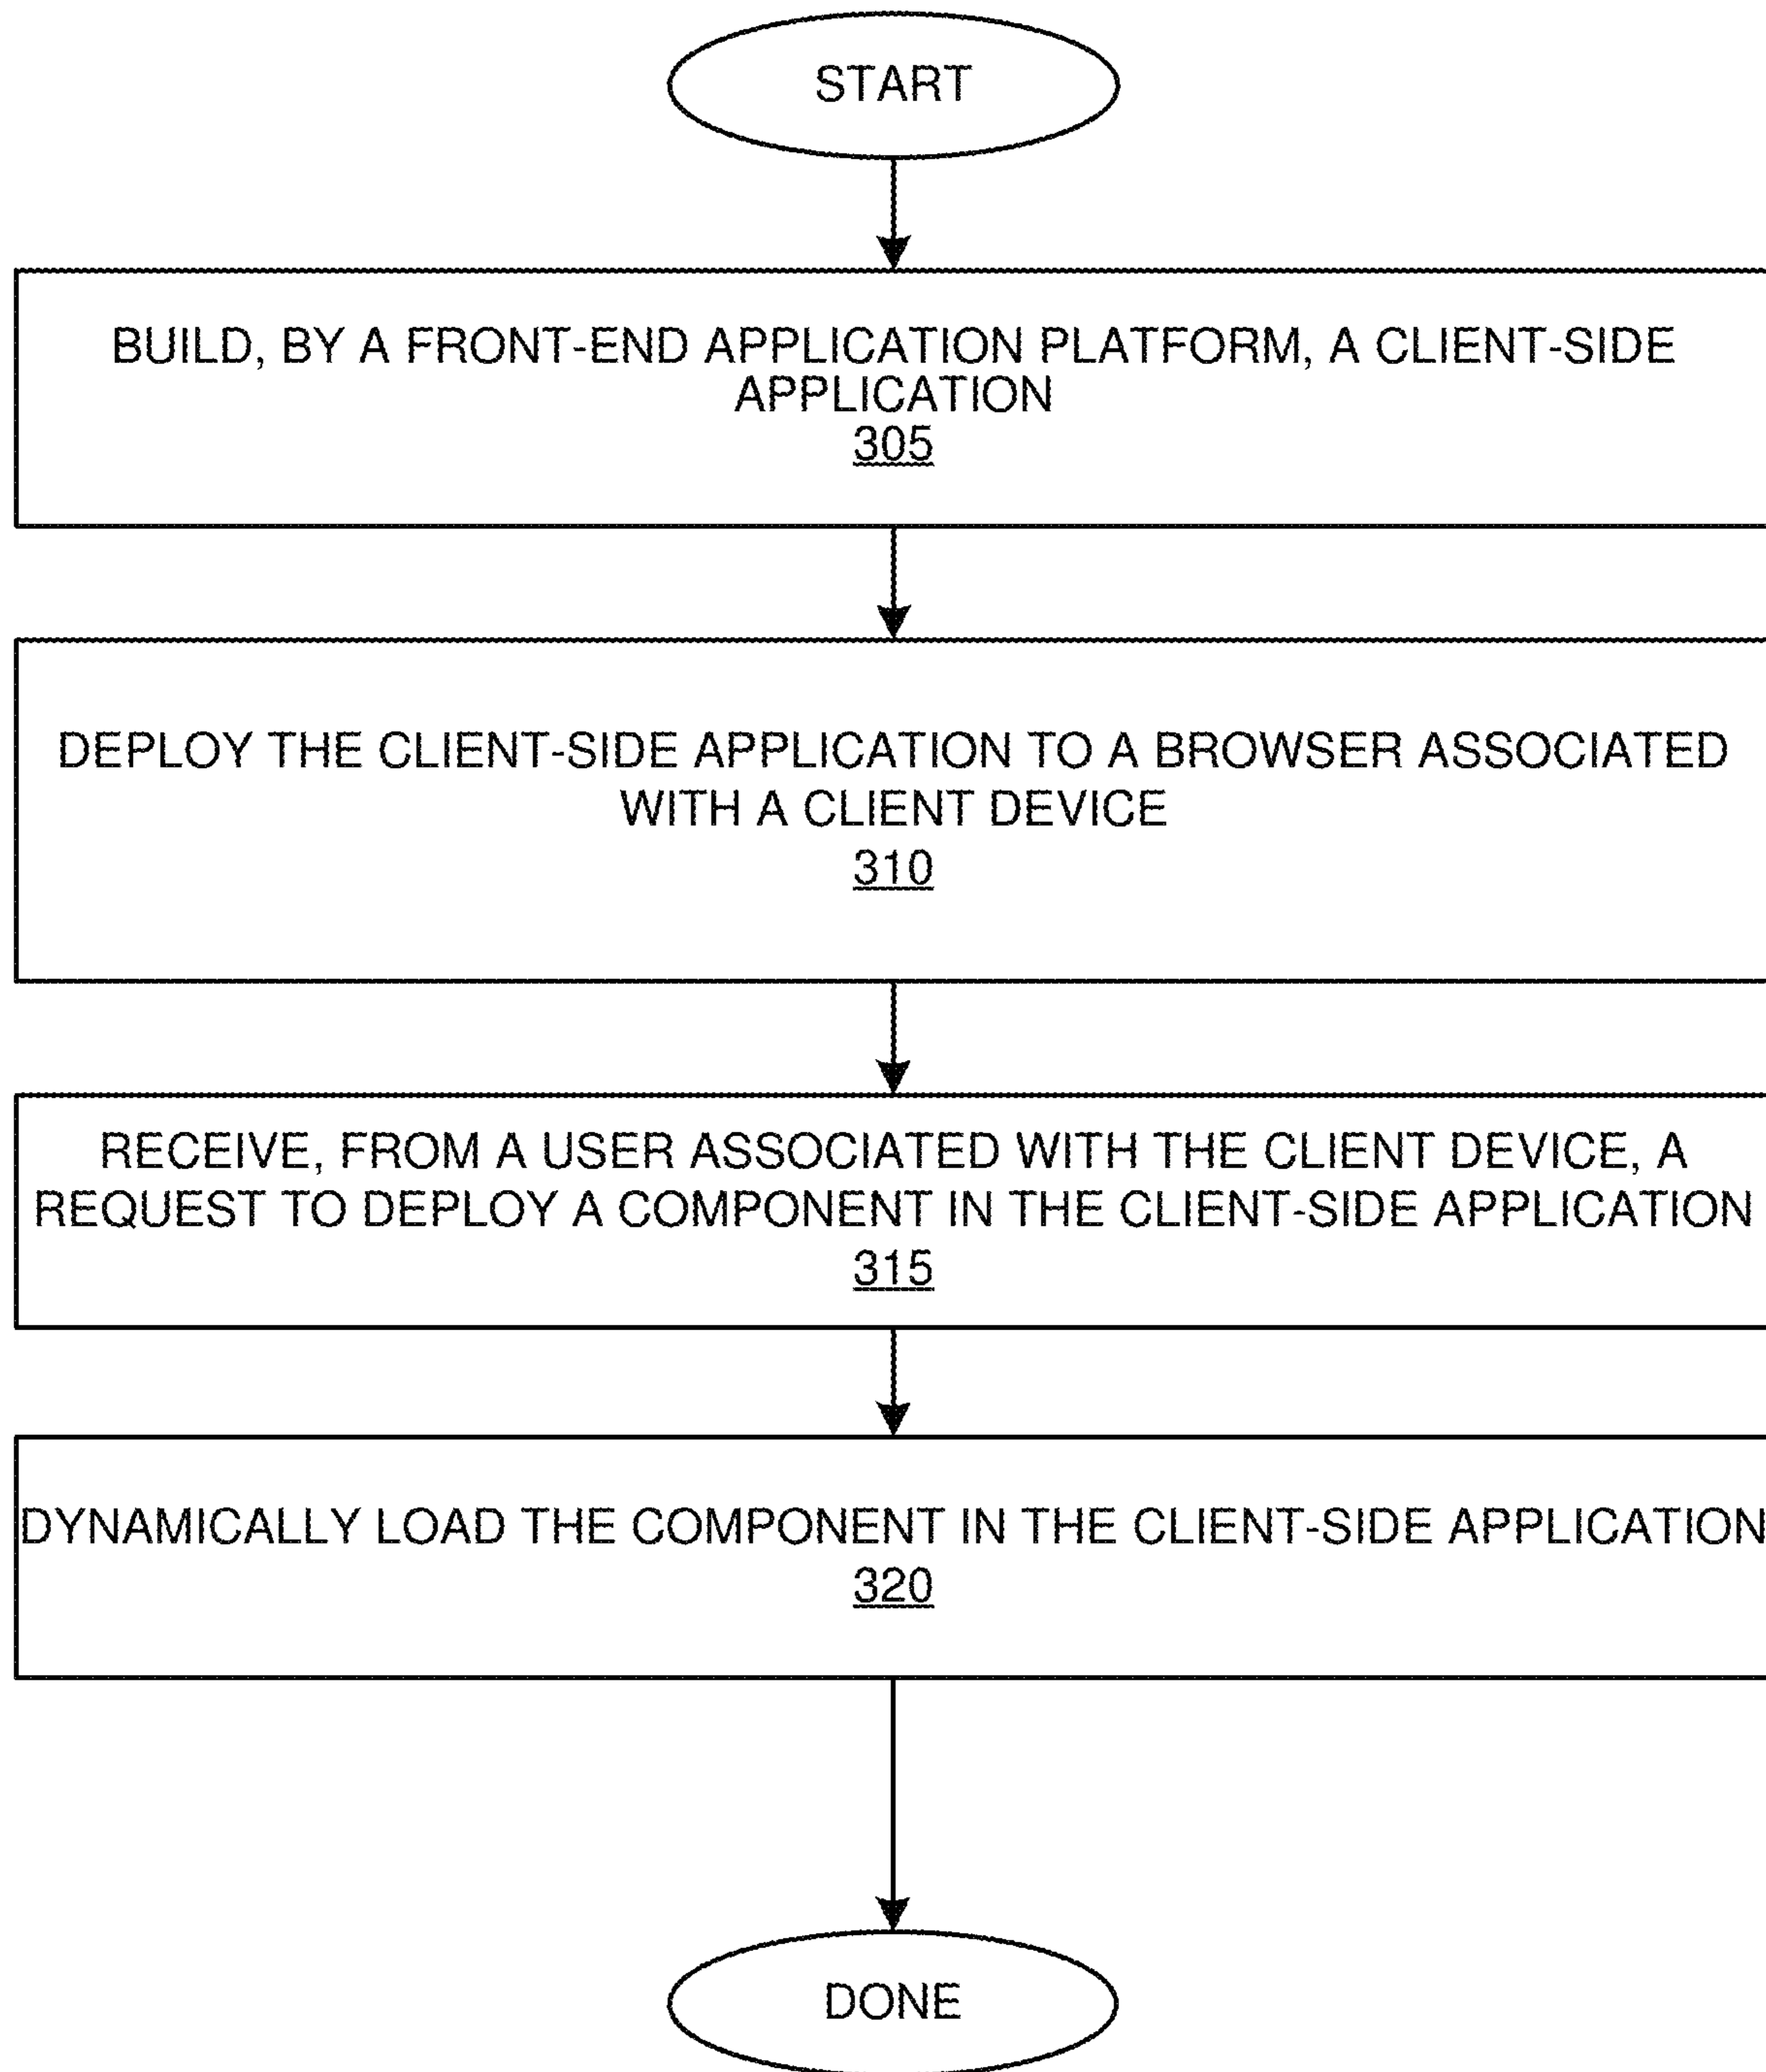 START
BUILD, BY A FRONT-END APPLICATION PLATFORM, A CLIENT-SIDE
APPLICATION
305
DEPLOY THE CLIENT-SIDE APPLICATION TO A BROWSER ASSOCIATED
WITH A CLIENT DEVICE
310
RECEIVE, FROM A USER ASSOCIATED WITH THE CLIENT DEVICE, A
REQUEST TO DEPLOY A COMPONENT IN THE CLIENT-SIDE APPLICATION
315
DYNAMICALLY LOAD THE COMPONENT IN THE CLIENT-SIDE APPLICATION
320
DONE